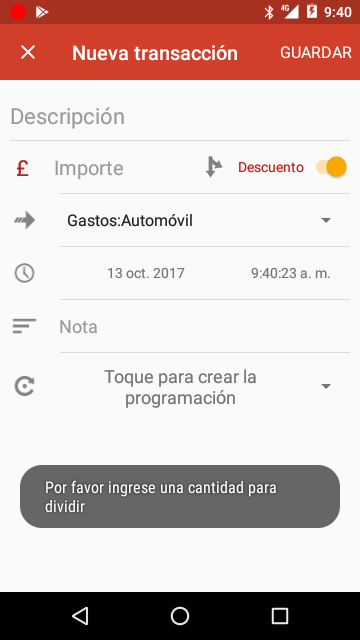 4G 9:40
Nueva transacción GUARDAR
Descripción
£ Importe Descuento
Gastos:Automóvil
13 oct. 2017 9:40:23 a. m.
Nota
Toque para crear la
programación
Por favor ingrese una cantidad para
dividir